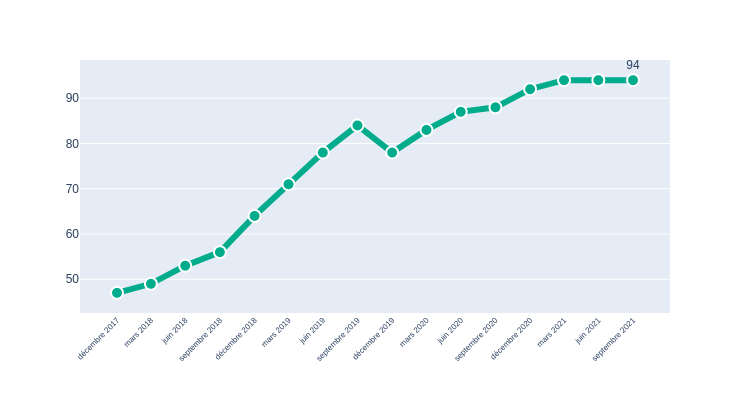 94
90
80
70
60
50
décembre 2017
mars 2018
juin 2018
septembre 2018
décembre 2018
mars 2019
juin 2019
septembre 2019
décembre 2019
mars 2020
juin 2020
septembre 2020
décembre 2020
mars 2021
juin 2021
septembre 2021